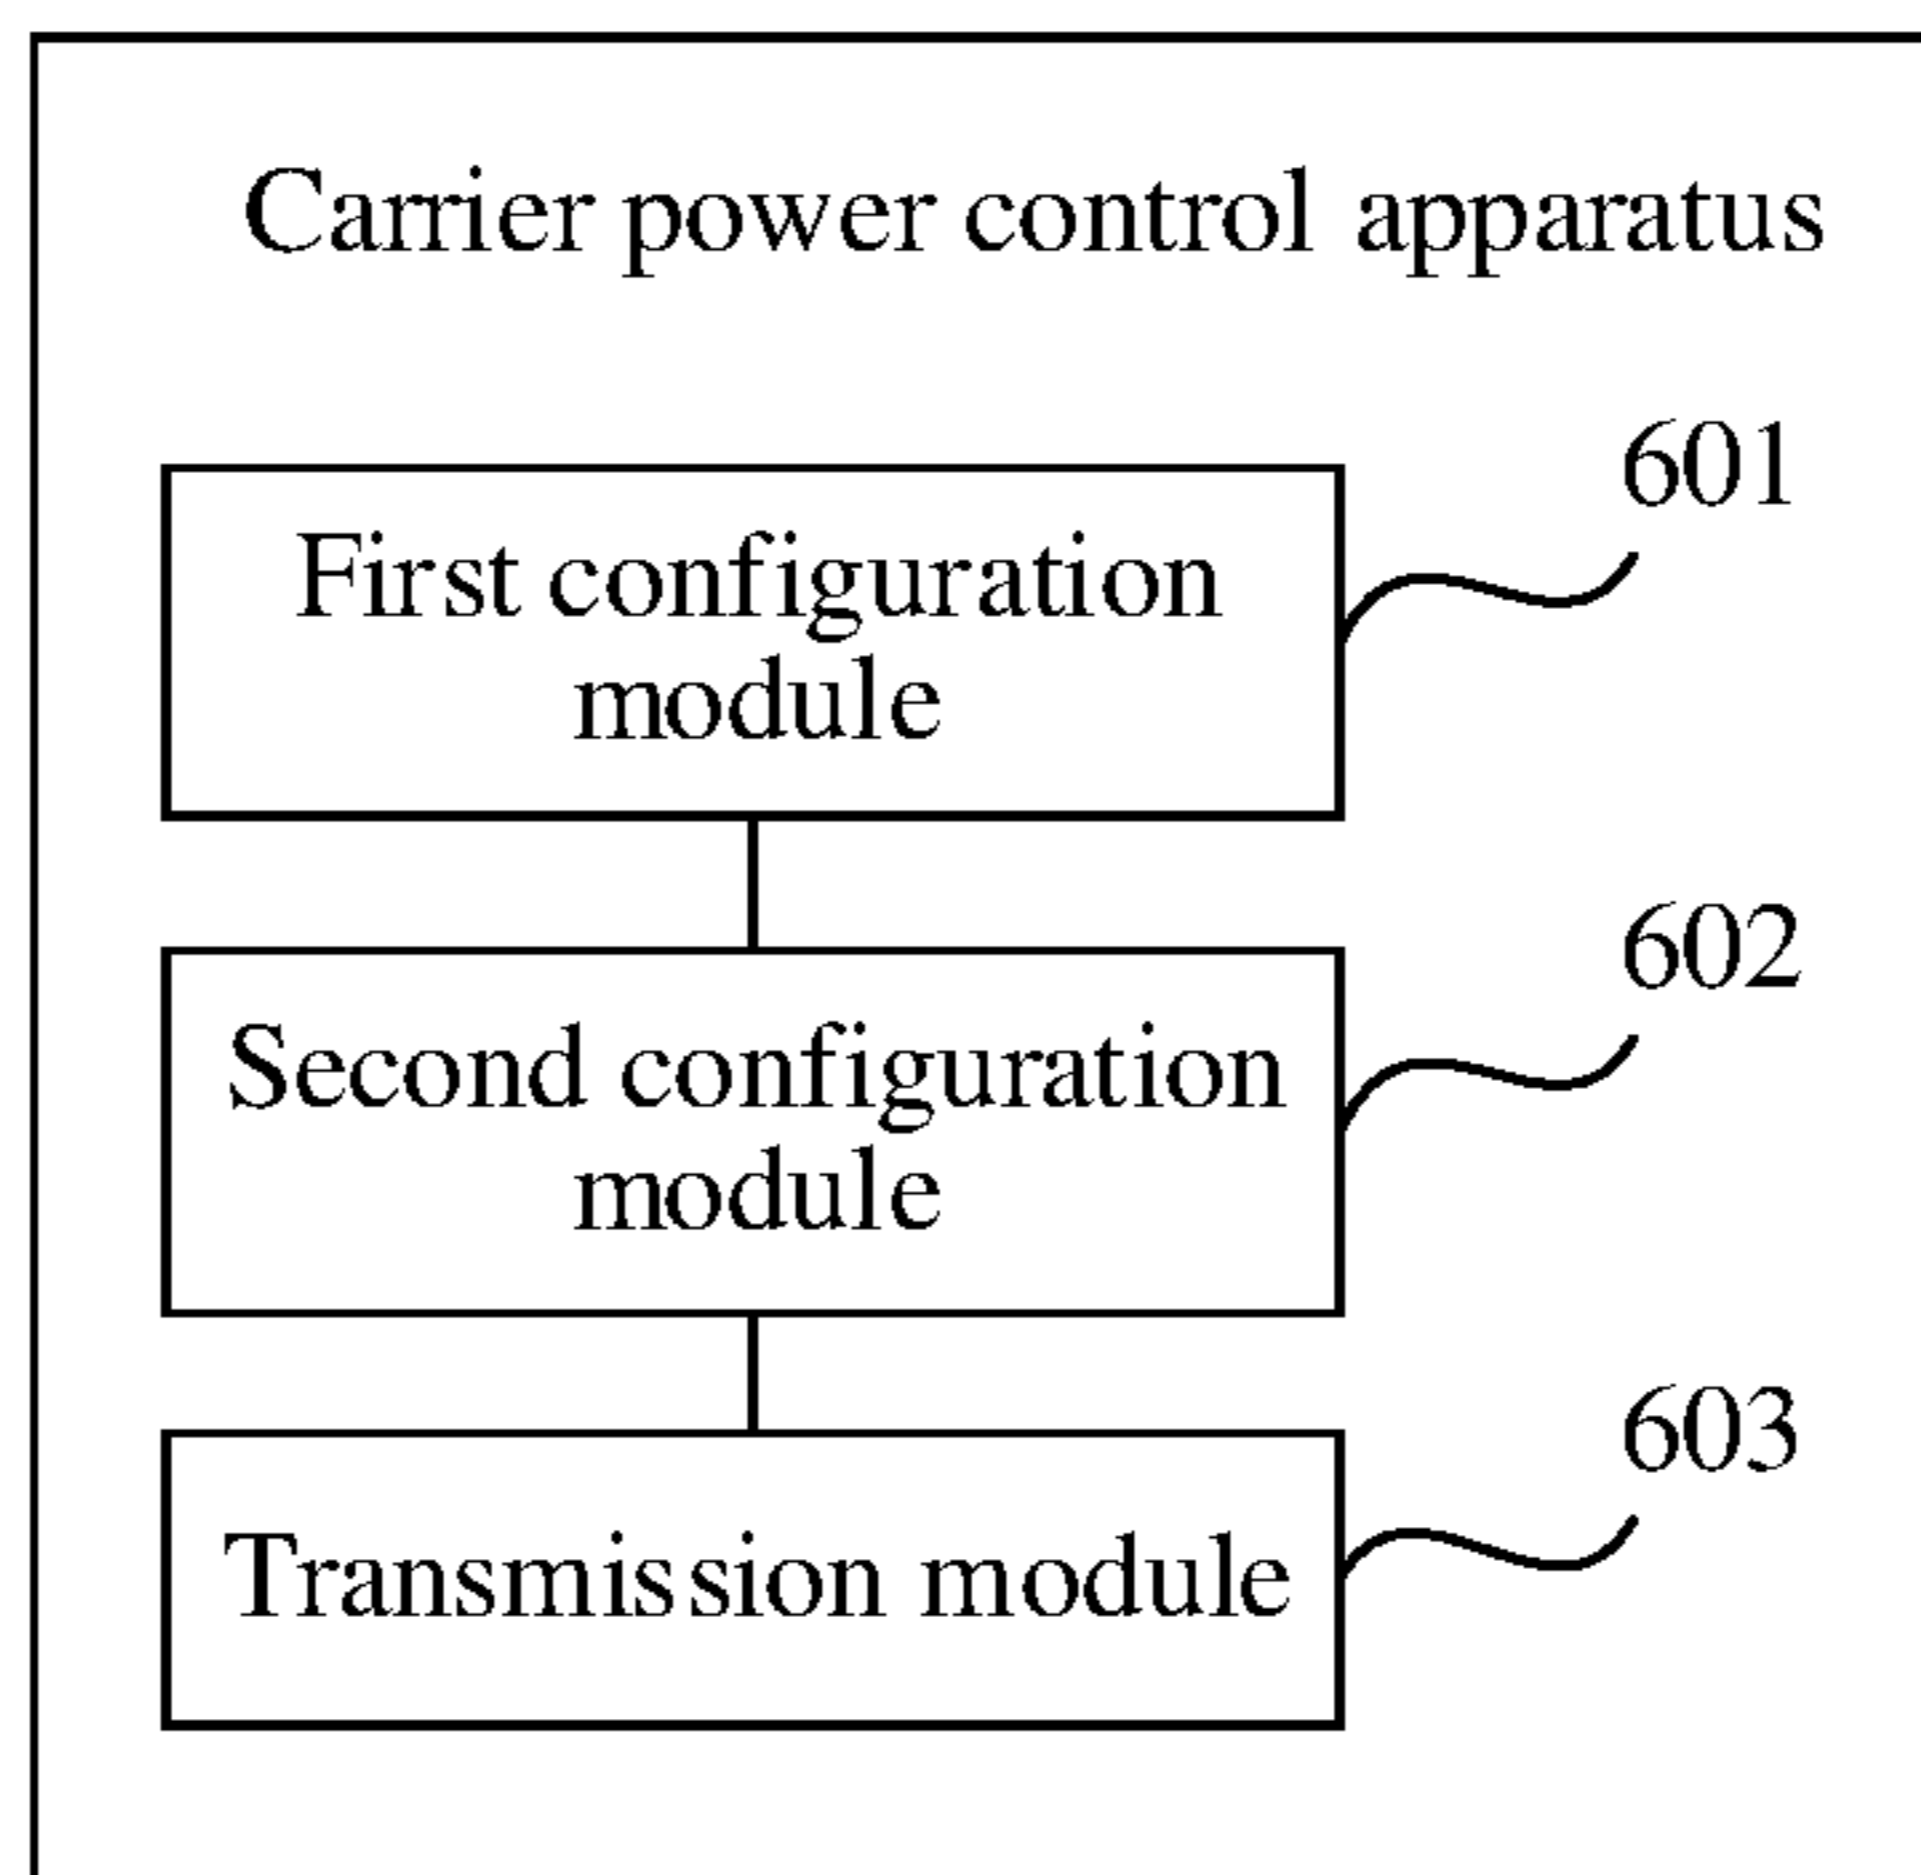 Carrier power control apparatus
601
First configuration
module
602
Second configuration
module
603
Transmission module